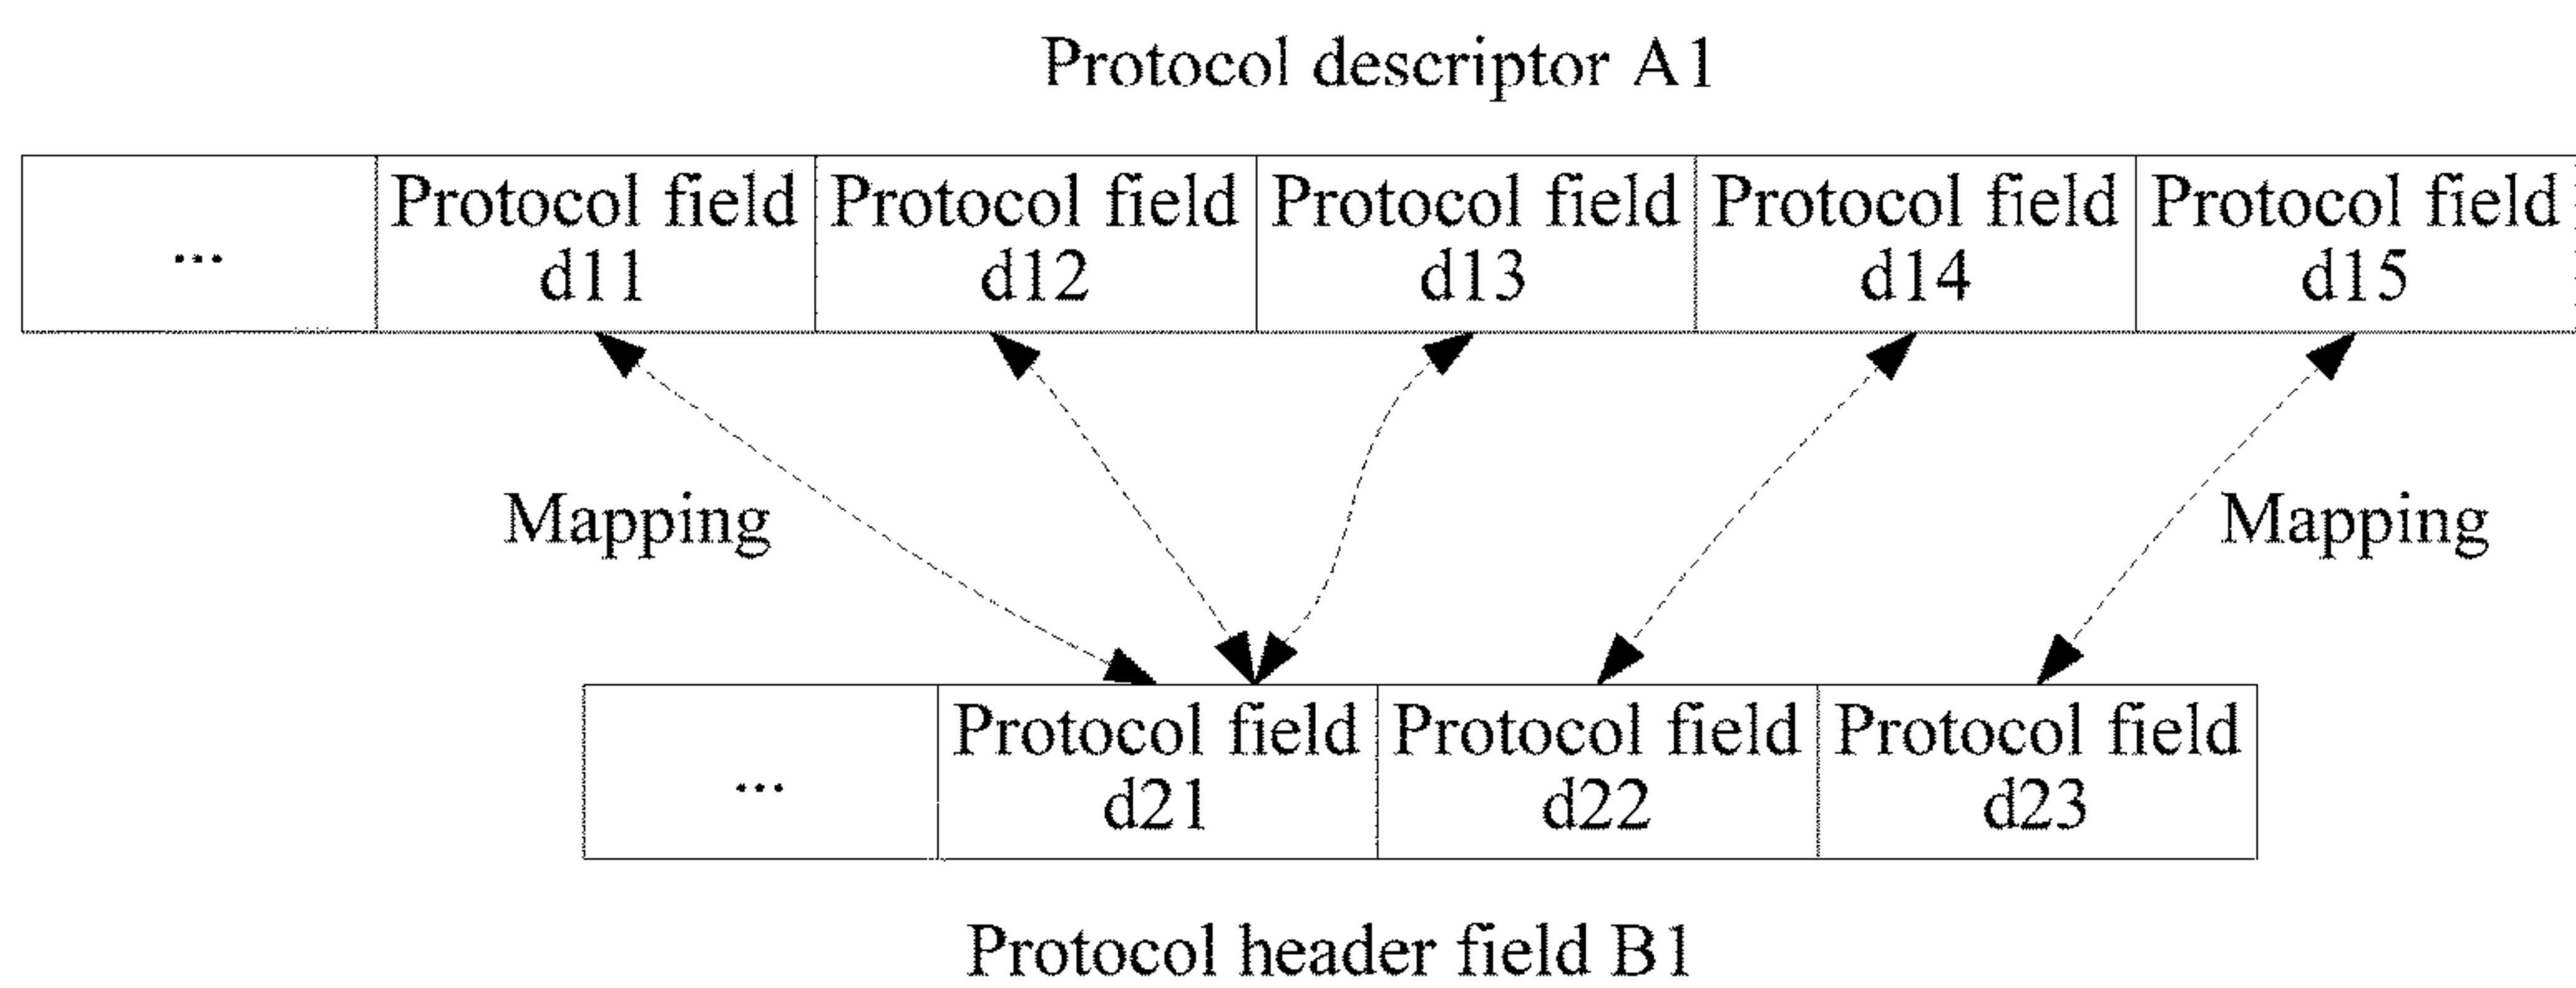 Protocol descriptor A1
...
Protocol field
d11
Protocol field
d12
Protocol field
d13
Protocol field
d14
Protocol field
d15
Mapping
Mapping
...
Protocol field
d21
Protocol field
d22
Protocol field
d23
Protocol header field B1